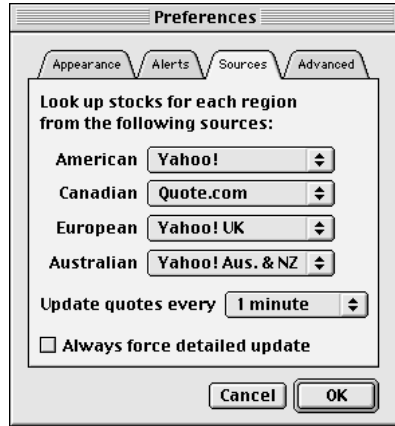 Preferences
Appearance Alerts Sources Advanced
Look up stocks for each region
from the following sources:
American Yahoo!
Canadian Quote.com
European Yahoo! UK
Australian Yahoo! Aus. & NZ
Update quotes every 1 minute
Always force detailed update
Cancel OK